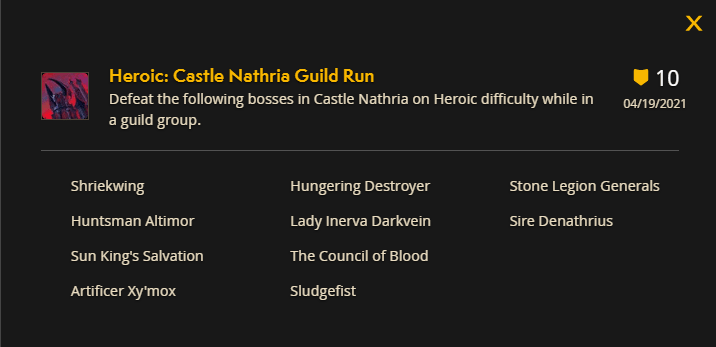 X
Heroic: Castle Nathria Guild Run
10
Defeat the following bosses in Castle Nathria on Heroic difficulty while in
a guild group.
04/19/2021
Shriekwing
Hungering Destroyer
Stone Legion Generals
Huntsman Altimor
Lady Inerva Darkvein
Sire Denathrius
Sun King's Salvation
The Council of Blood
Artificer Xy'mox
Sludgefist